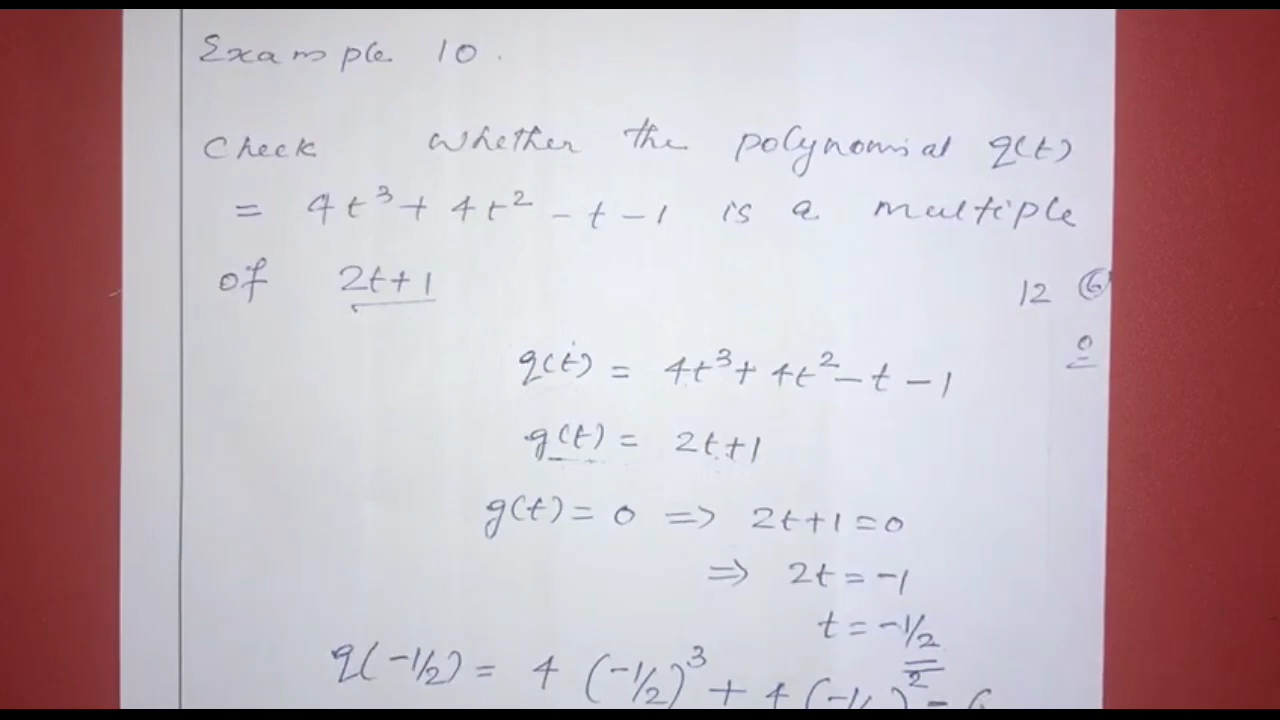 Example 10.
Check whether the polynomial q(t)
= 4t³ + 4t² - t - 1 is a multiple
of 2t+1
12 6
0
q(t) = 4t³ + 4t² - t - 1
g(t) = 2t+1
g(t) = 0 => 2t+1 = 0
=> 2t = -1
t = -1/2
q(-1/2) = 4 (-1/2)³ + 4 (-1/2)² - (